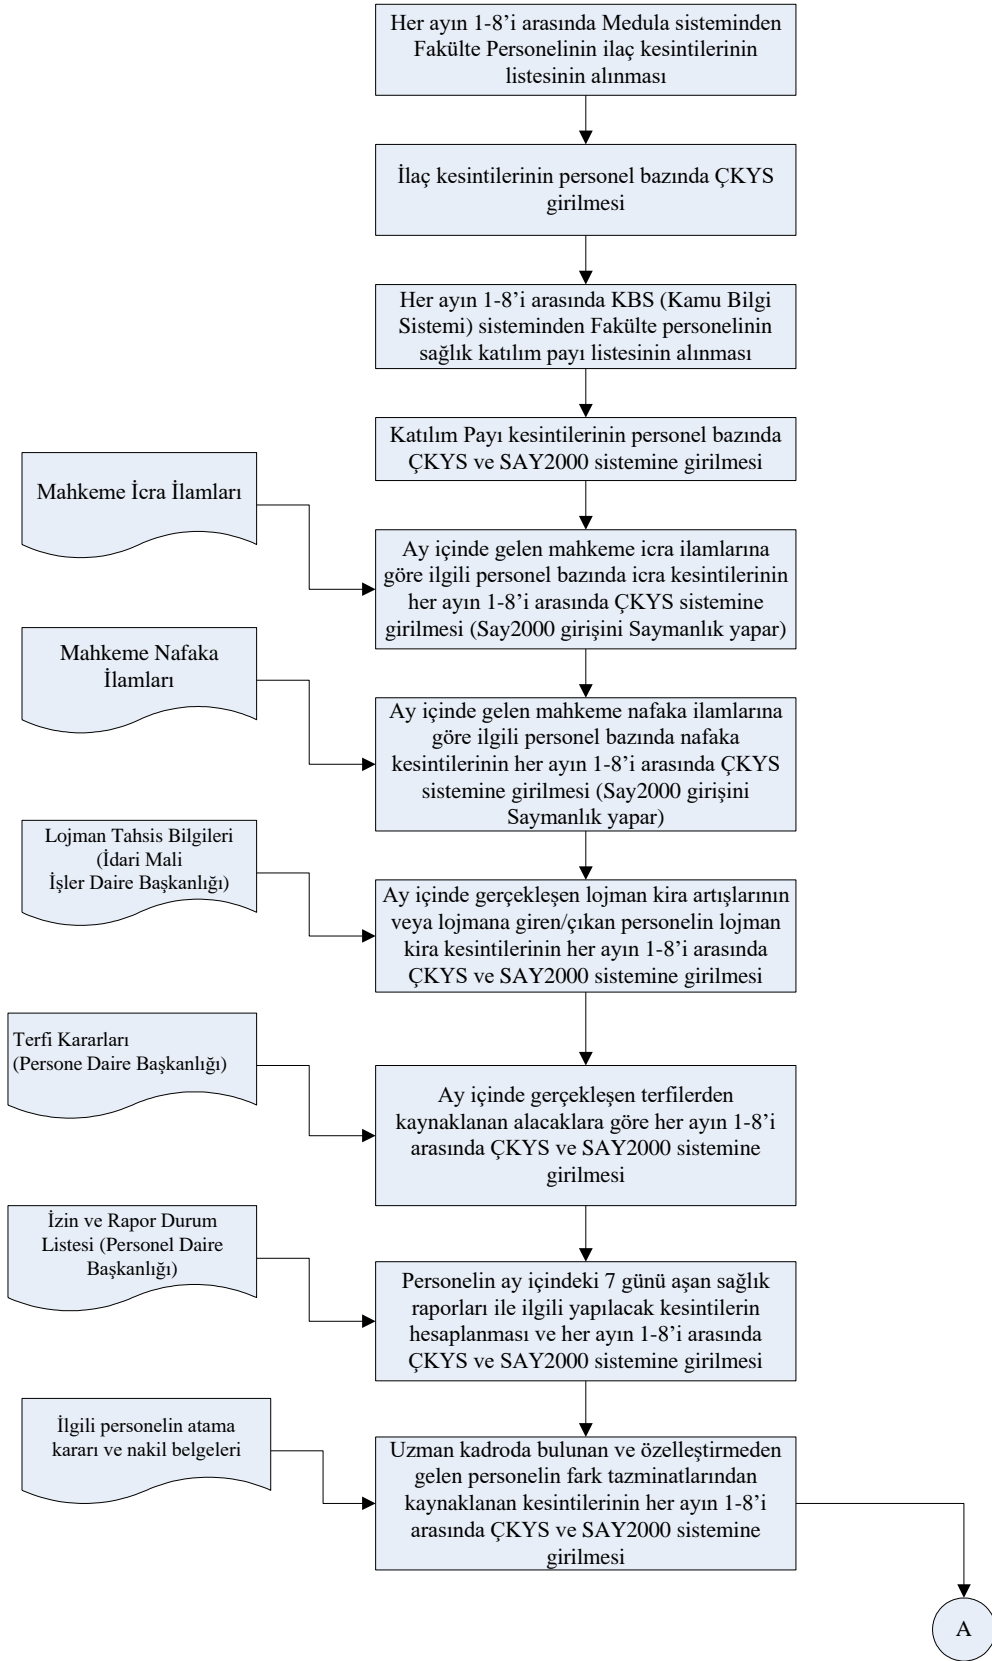 Her ayın 1-8’i arasında Medula sisteminden
Fakülte Personelinin ilaç kesintilerinin
listesinin alınması
İlaç kesintilerinin personel bazında ÇKYS
girilmesi
Her ayın 1-8’i arasında KBS (Kamu Bilgi
Sistemi) sisteminden Fakülte personelinin
sağlık katılım payı listesinin alınması
Katılım Payı kesintilerinin personel bazında
ÇKYS ve SAY2000 sistemine girilmesi
Mahkeme İcra İlamları
Ay içinde gelen mahkeme icra ilamlarına
göre ilgili personel bazında icra kesintilerinin
her ayın 1-8’i arasında ÇKYS sistemine
girilmesi (Say2000 girişini Saymanlık yapar)
Mahkeme Nafaka
İlamları
Ay içinde gelen mahkeme nafaka ilamlarına
göre ilgili personel bazında nafaka
kesintilerinin her ayın 1-8’i arasında ÇKYS
sistemine girilmesi (Say2000 girişini
Saymanlık yapar)
Lojman Tahsis Bilgileri
(İdari Mali
İşler Daire Başkanlığı)
Ay içinde gerçekleşen lojman kira artışlarının
veya lojmana giren/çıkan personelin lojman
kira kesintilerinin her ayın 1-8’i arasında
ÇKYS ve SAY2000 sistemine girilmesi
Terfi Kararları
(Persone Daire Başkanlığı)
Ay içinde gerçekleşen terfilerden
kaynaklanan alacaklara göre her ayın 1-8’i
arasında ÇKYS ve SAY2000 sistemine
girilmesi
İzin ve Rapor Durum
Listesi (Personel Daire
Başkanlığı)
Personelin ay içindeki 7 günü aşan sağlık
raporları ile ilgili yapılacak kesintilerin
hesaplanması ve her ayın 1-8’i arasında
ÇKYS ve SAY2000 sistemine girilmesi
İlgili personelin atama
kararı ve nakil belgeleri
Uzman kadroda bulunan ve özelleştirmeden
gelen personelin fark tazminatlarından
kaynaklanan kesintilerinin her ayın 1-8’i
arasında ÇKYS ve SAY2000 sistemine
girilmesi
A